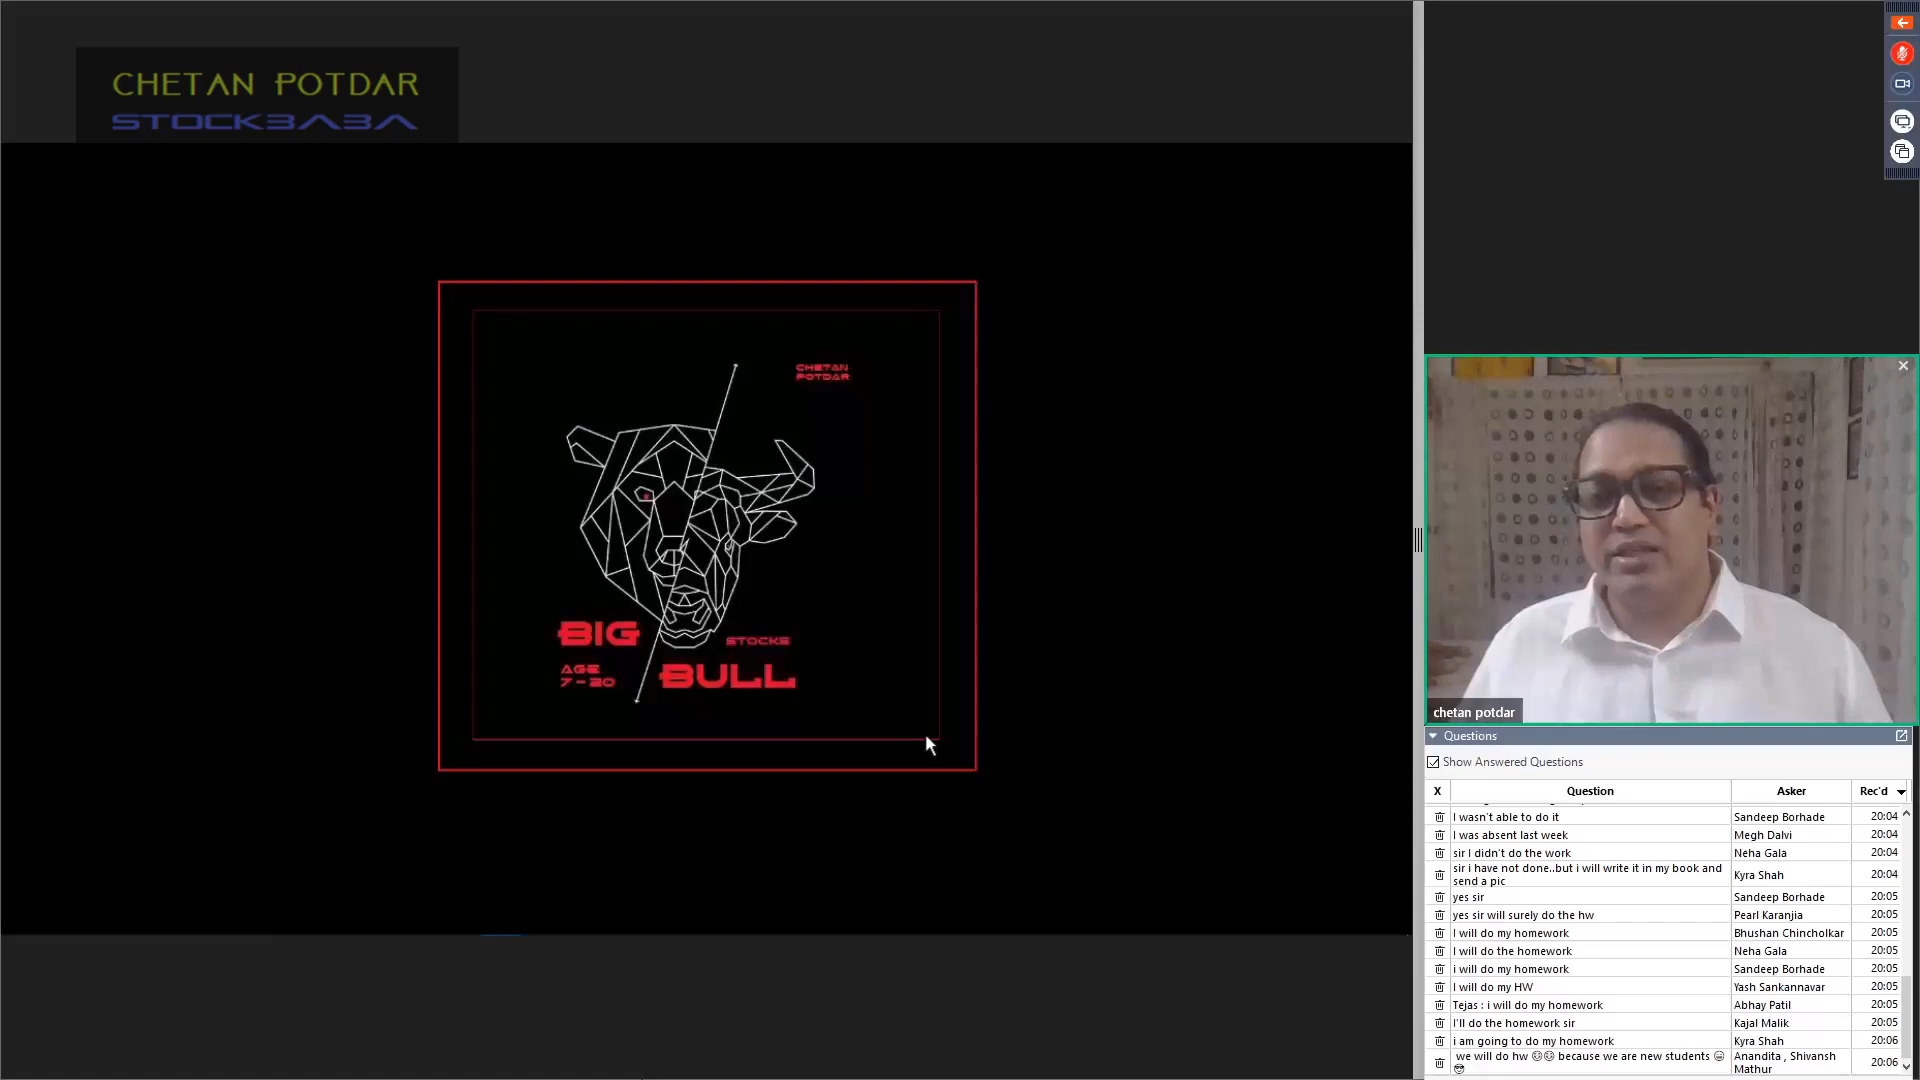 CHETAN POTDAR
STOCKBABA
CHETAN
POTDAR
BIG
STOCKS
AGE
7-20
BULL
chetan potdar
Questions
Show Answered Questions
X Question Asker Rec'd
I wasn't able to do it Sandeep Borhade 20:04
I was absent last week Megh Dalvi 20:04
sir I didn't do the work Neha Gala 20:04
sir i have not done..but i will write it in my book and
send a pic Kyra Shah 20:04
yes sir Sandeep Borhade 20:05
yes sir will surely do the hw Pearl Karanjia 20:05
I will do my homework Bhushan Chincholkar 20:05
I will do the homework Neha Gala 20:05
i will do my homework Sandeep Borhade 20:05
I will do my HW Yash Sankannavar 20:05
Tejas : i will do my homework Abhay Patil 20:05
I'll do the homework sir Kajal Malik 20:05
i am going to do my homework Kyra Shah 20:06
we will do hw because we are new students Anandita , Shivansh
Mathur 20:06